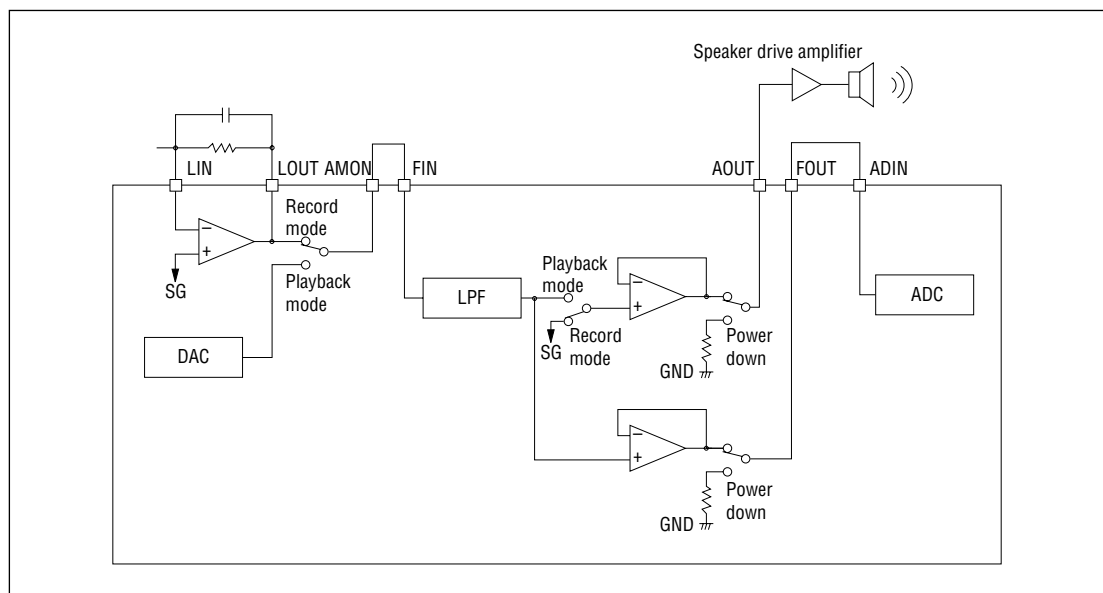 Speaker drive amplifier
LIN
LOUT
AMON
FIN
AOUT
FOUT
ADIN
Record
mode
SG
Playback
mode
DAC
LPF
Playback
mode
SG
Record
mode
Power
down
GND
ADC
Power
down
GND